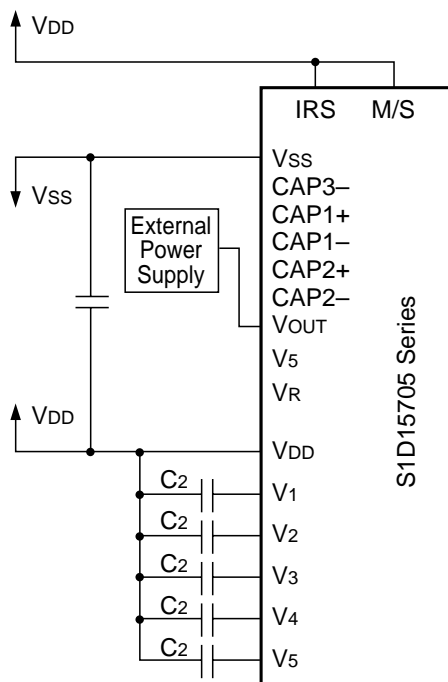 VDD
IRS M/S
VSS
VSS
CAP3–
CAP1+
CAP1–
CAP2+
CAP2–
VOUT
External
Power
Supply
V5
VR
S1D15705 Series
VDD
VDD
C2 V1
C2 V2
C2 V3
C2 V4
C2 V5